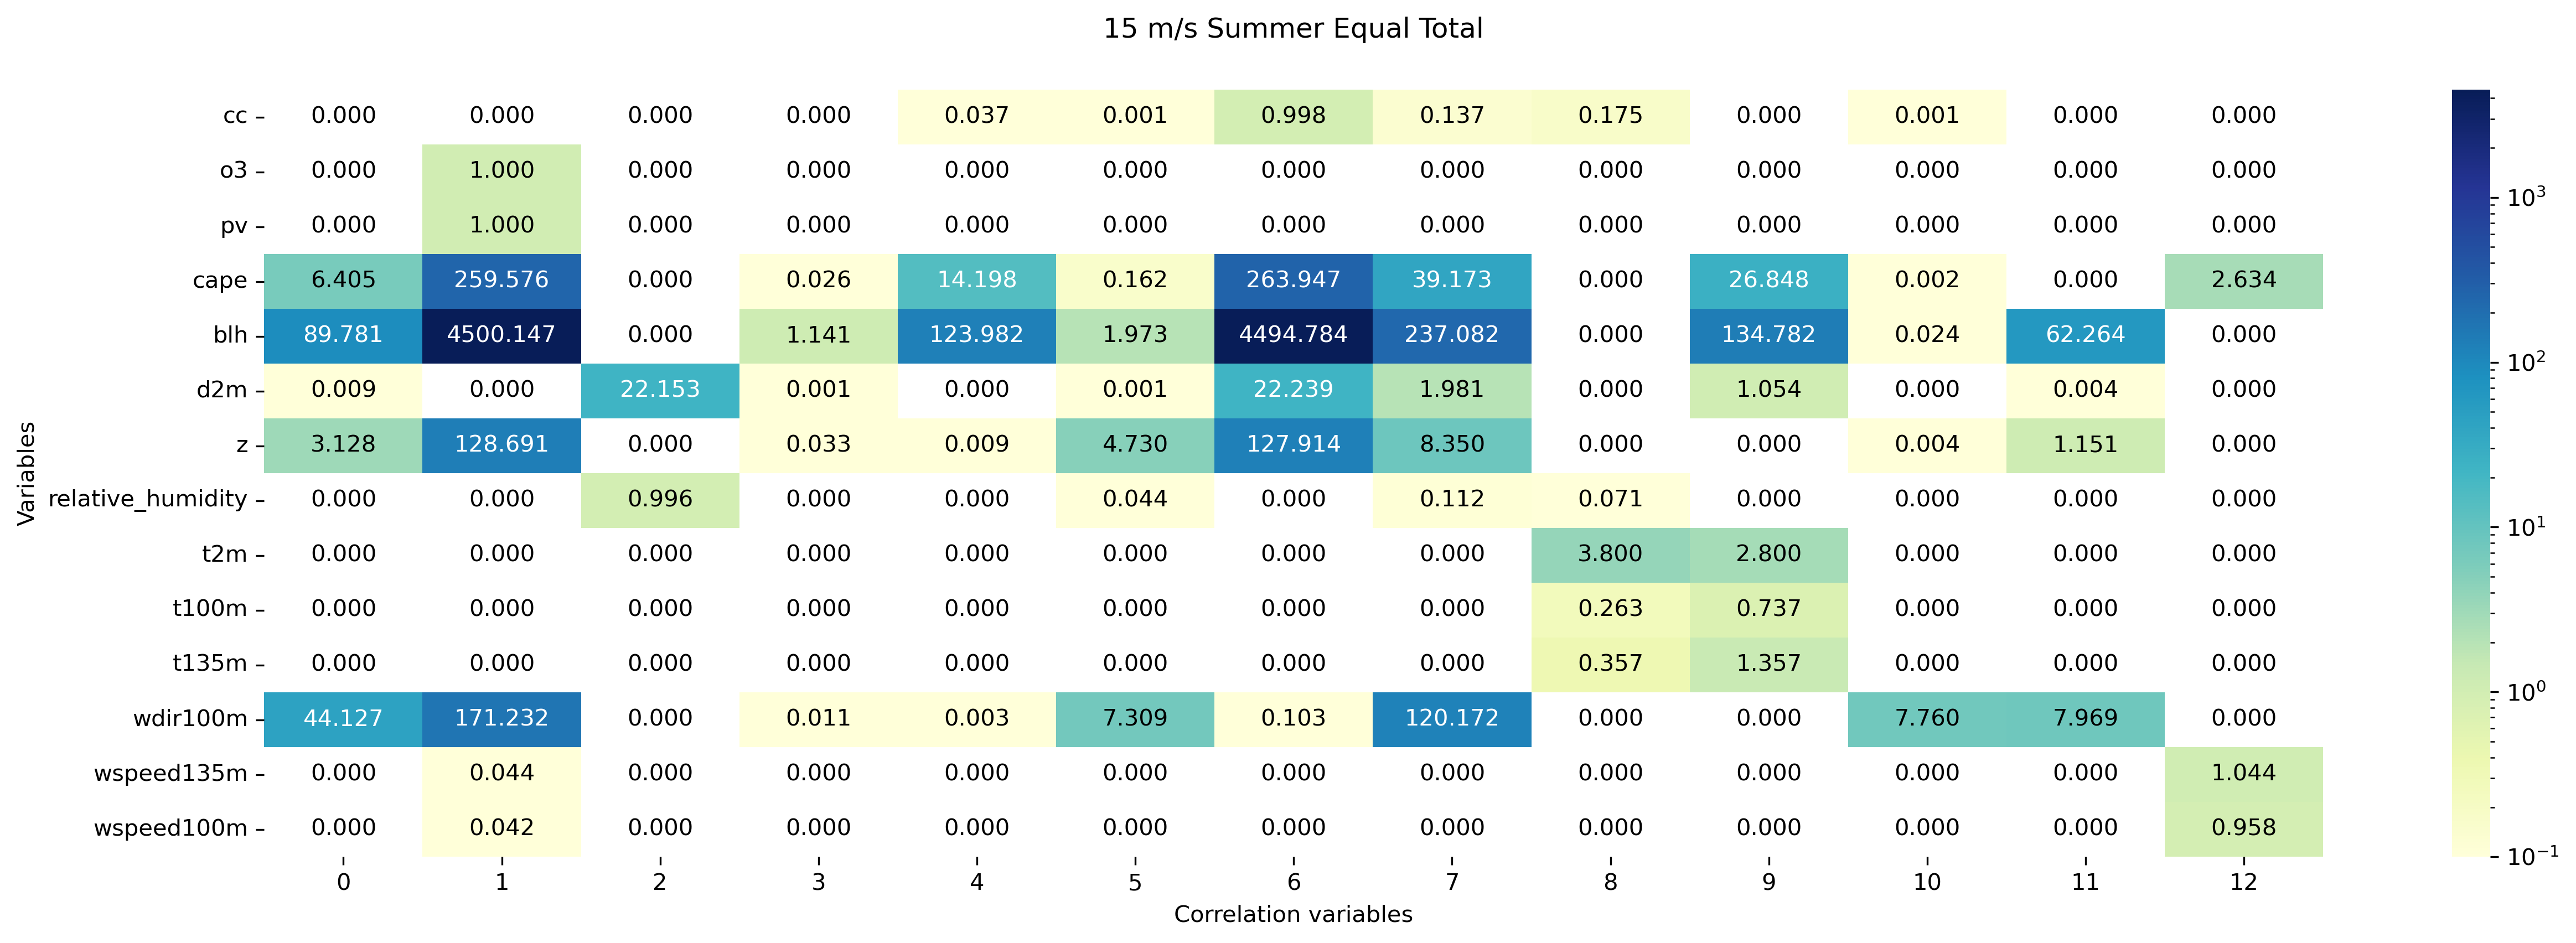 15 m/s Summer Equal Total
cc 0.000 0.000 0.000 0.000 0.037 0.001 0.998 0.137 0.175 0.000 0.001 0.000 0.000
o3 0.000 1.000 0.000 0.000 0.000 0.000 0.000 0.000 0.000 0.000 0.000 0.000 0.000
pv 0.000 1.000 0.000 0.000 0.000 0.000 0.000 0.000 0.000 0.000 0.000 0.000 0.000
cape 6.405 259.576 0.000 0.026 14.198 0.162 263.947 39.173 0.000 26.848 0.002 0.000 2.634
blh 89.781 4500.147 0.000 1.141 123.982 1.973 4494.784 237.082 0.000 134.782 0.024 62.264 0.000
d2m 0.009 0.000 22.153 0.001 0.000 0.001 22.239 1.981 0.000 1.054 0.000 0.004 0.000
z 3.128 128.691 0.000 0.033 0.009 4.730 127.914 8.350 0.000 0.000 0.004 1.151 0.000
relative_humidity 0.000 0.000 0.996 0.000 0.000 0.044 0.000 0.112 0.071 0.000 0.000 0.000 0.000
t2m 0.000 0.000 0.000 0.000 0.000 0.000 0.000 0.000 3.800 2.800 0.000 0.000 0.000
t100m 0.000 0.000 0.000 0.000 0.000 0.000 0.000 0.000 0.263 0.737 0.000 0.000 0.000
t135m 0.000 0.000 0.000 0.000 0.000 0.000 0.000 0.000 0.357 1.357 0.000 0.000 0.000
wdir100m 44.127 171.232 0.000 0.011 0.003 7.309 0.103 120.172 0.000 0.000 7.760 7.969 0.000
wspeed135m 0.000 0.044 0.000 0.000 0.000 0.000 0.000 0.000 0.000 0.000 0.000 0.000 1.044
wspeed100m 0.000 0.042 0.000 0.000 0.000 0.000 0.000 0.000 0.000 0.000 0.000 0.000 0.958
0 1 2 3 4 5 6 7 8 9 10 11 12
Correlation variables
Variables
10³
10²
10¹
10⁰
10⁻¹